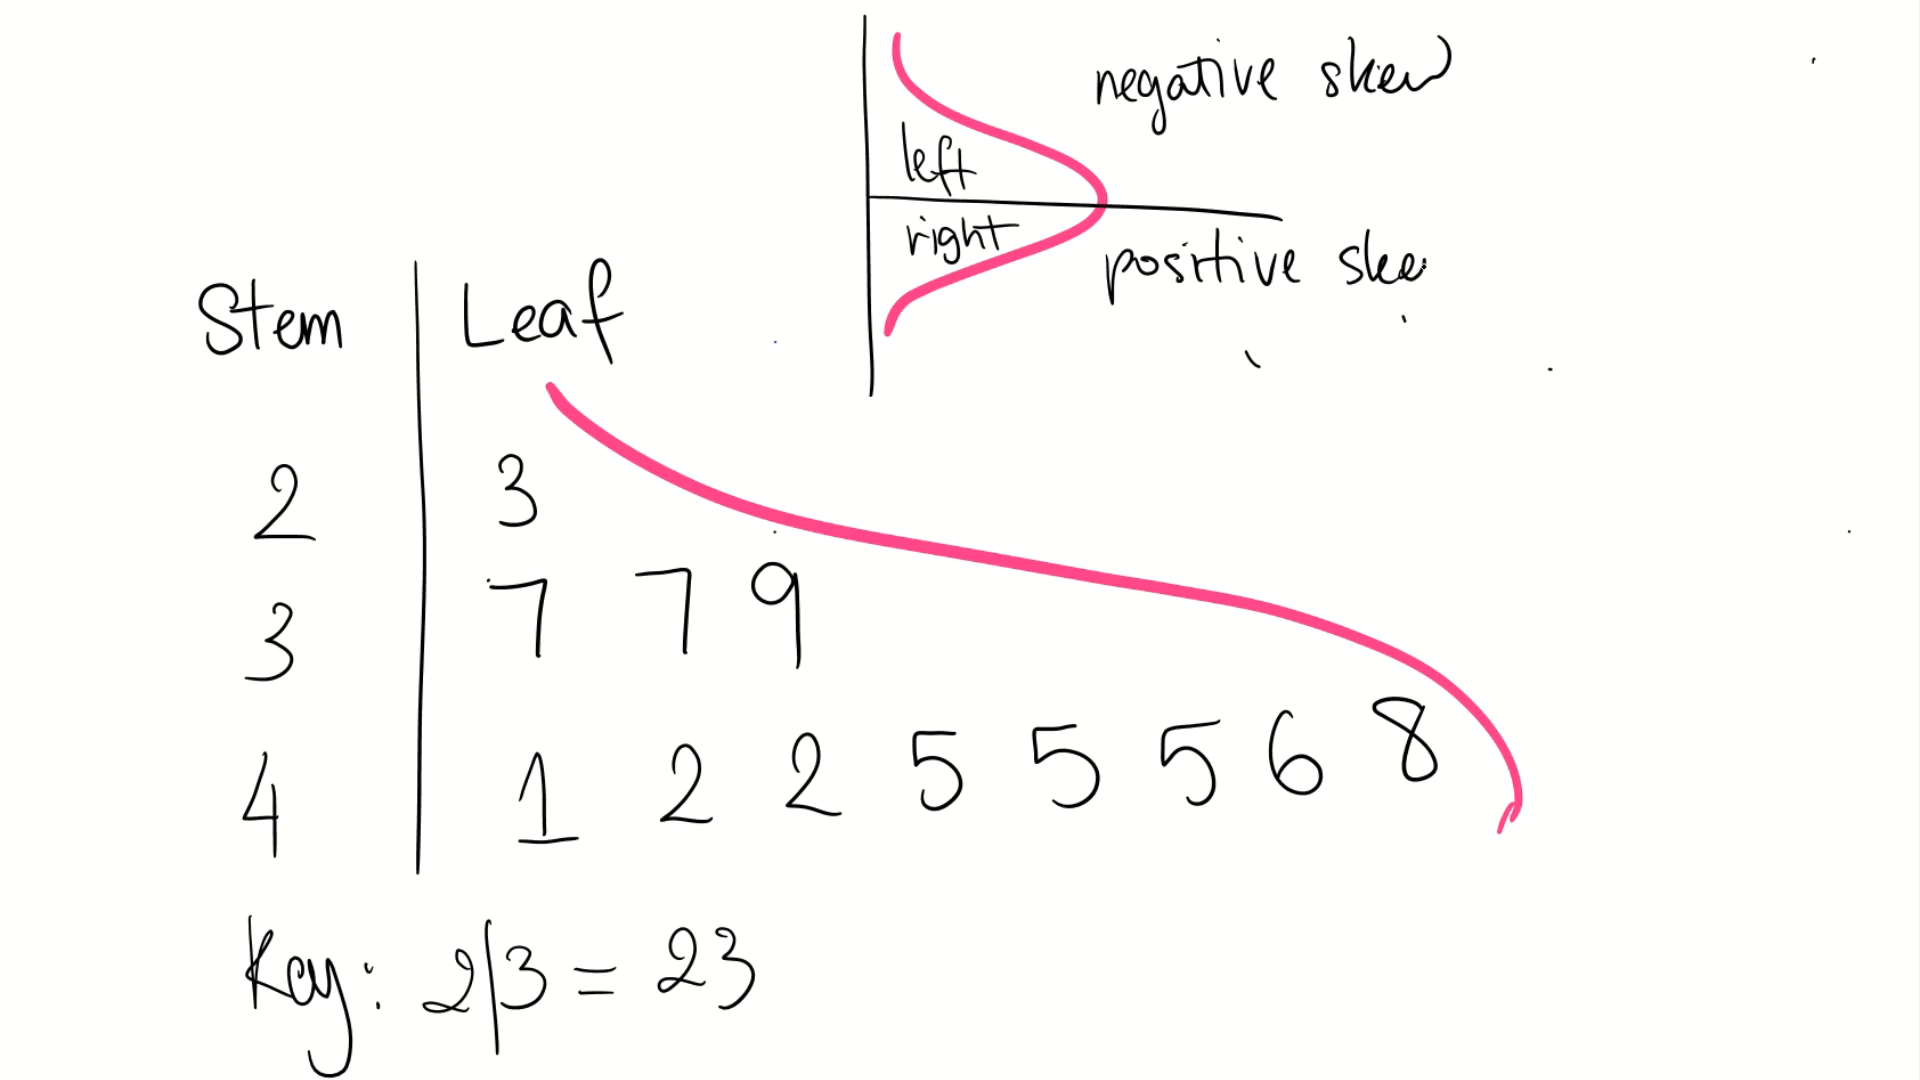 negative skew
left
right
positive ske
Stem | Leaf
2 | 3
3 | 7 7 9
4 | 1 2 2 5 5 5 6 8
Key: 2|3 = 23